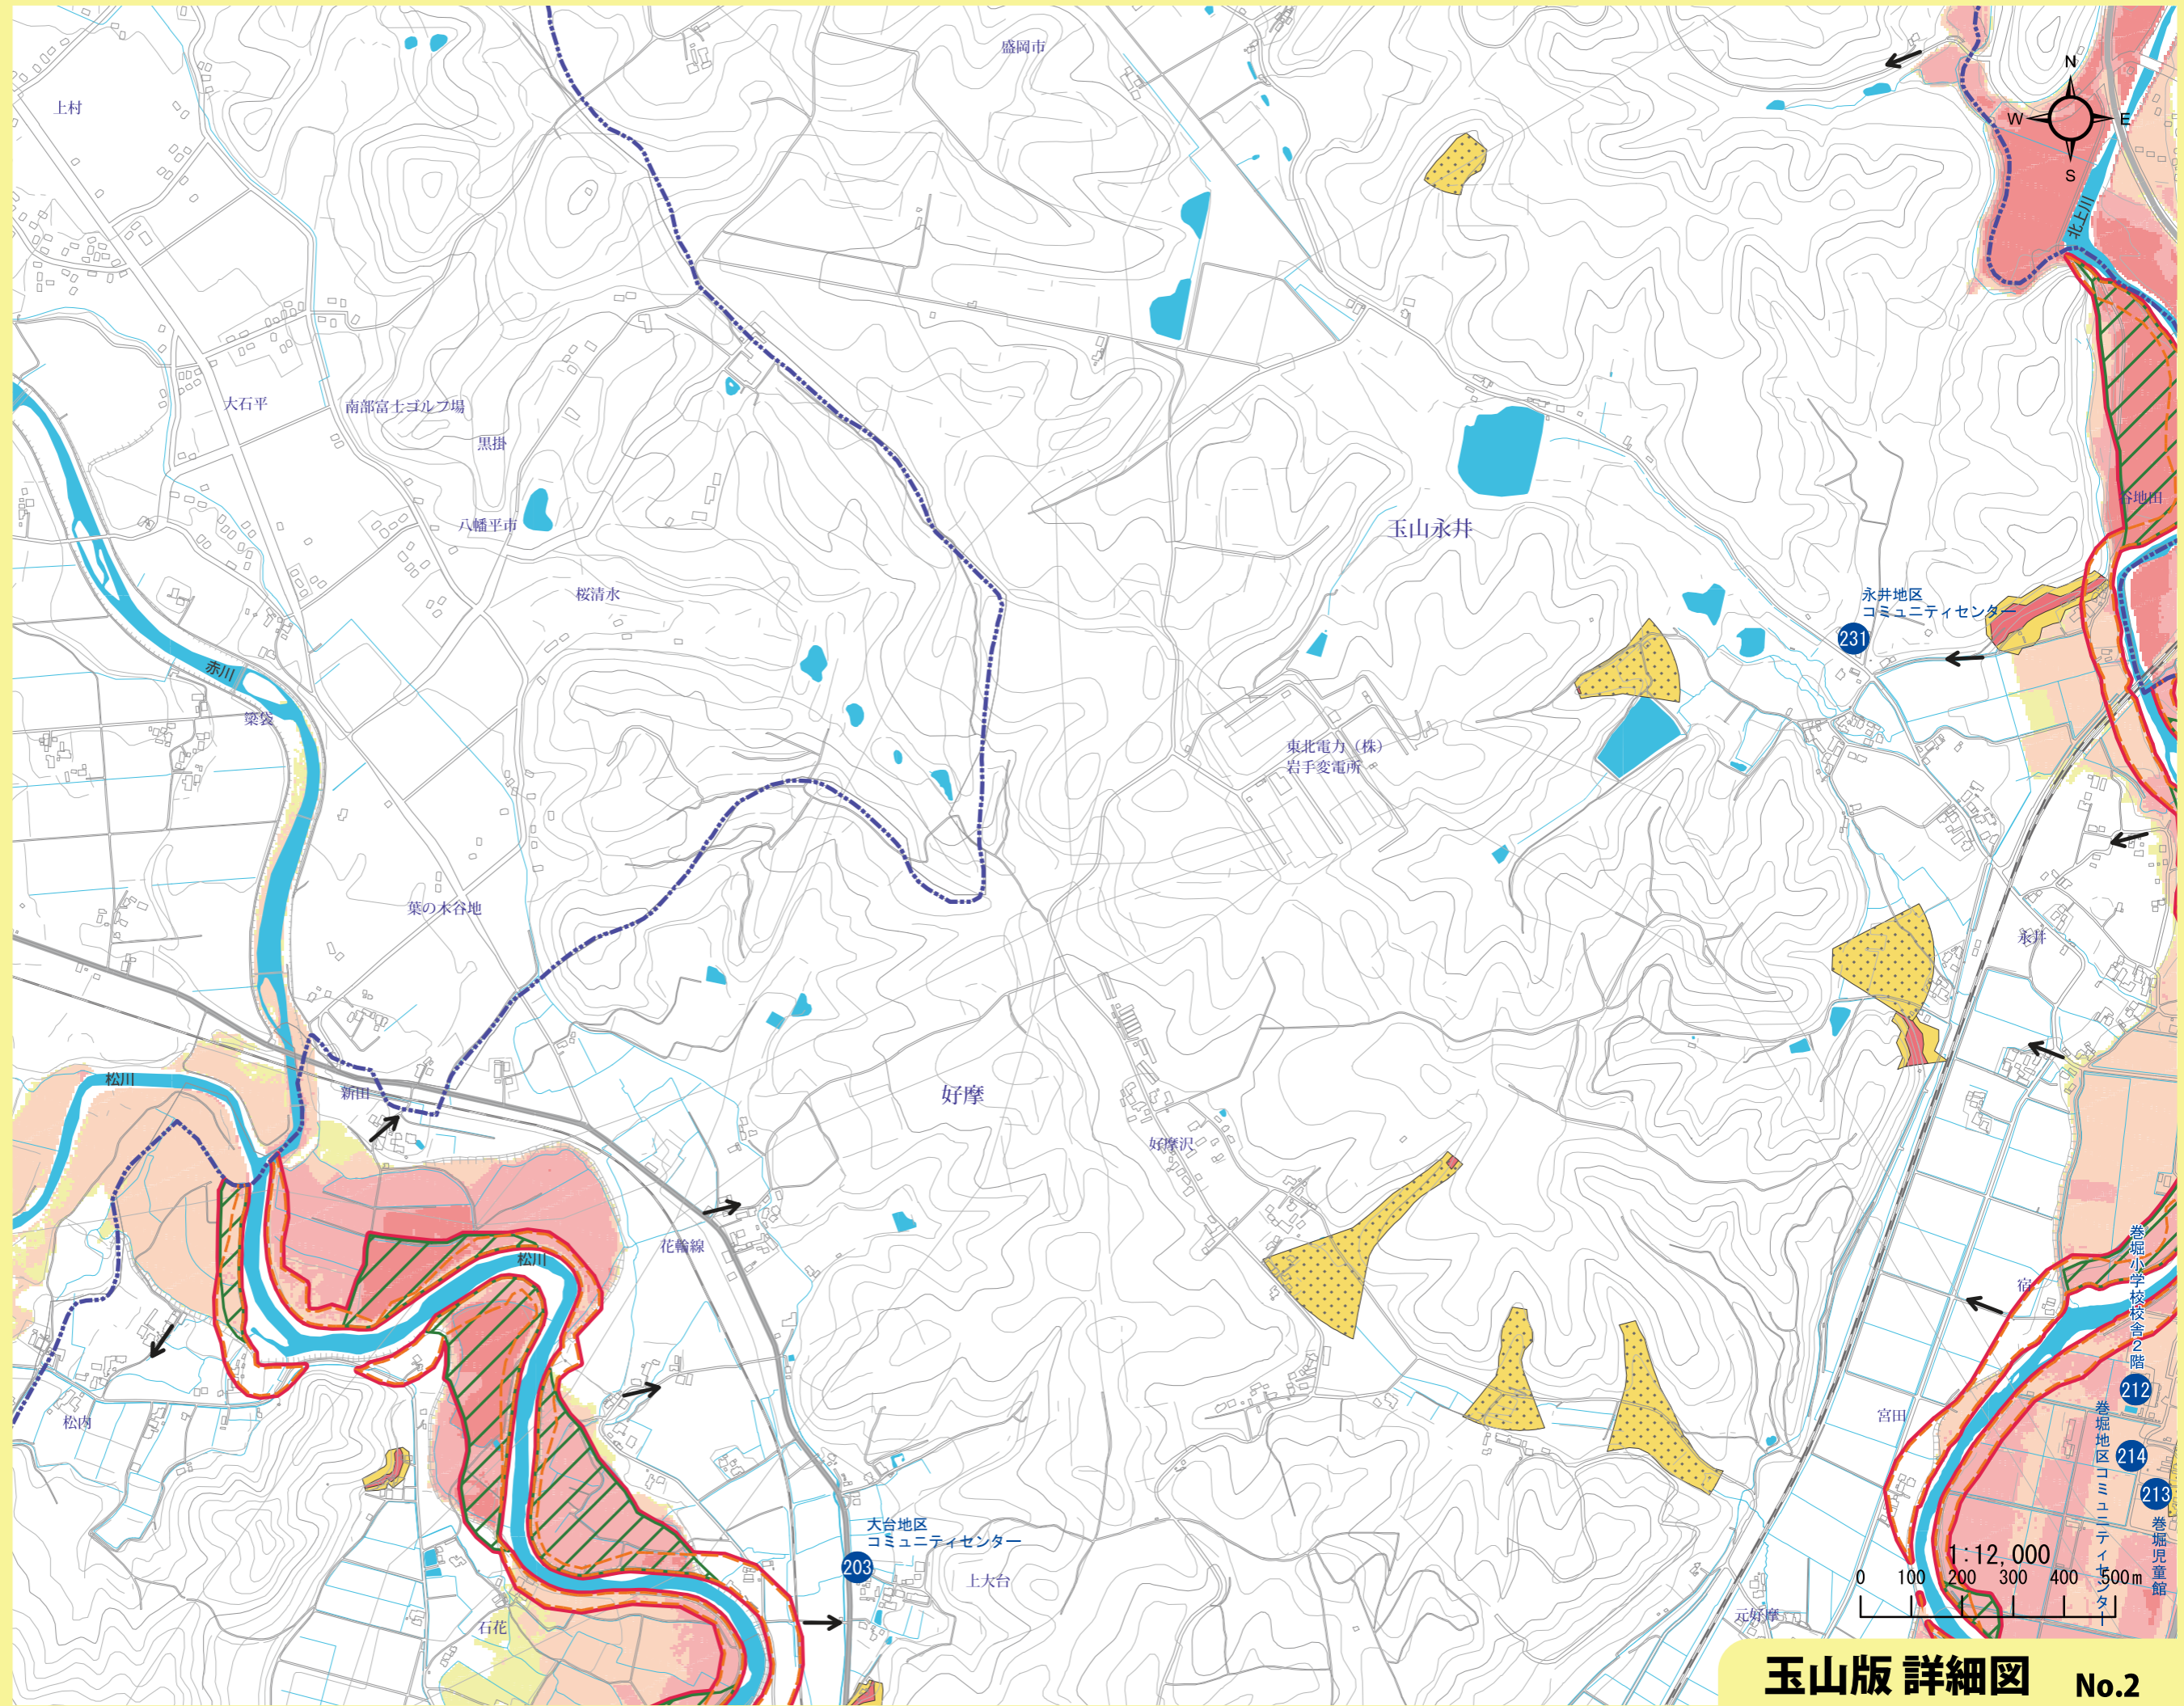 盛岡市
上村
N
W
E
S
北上川
大石平
南部富士ゴルフ場
黒掛
八幡平市
谷地田
玉山永井
桜清水
永井地区
コミュニティセンター
231
赤川
簗袋
東北電力（株）
岩手変電所
葉の木谷地
永井
松川
新田
好摩
好摩沢
花輪線
松川
宿
巻堀小学校校舎２階
212
松内
宮田
巻堀地区コミュニティセンター
214
213
巻堀児童館
大台地区
コミュニティセンター
203
上大台
石花
元好摩
1:12,000
0 100 200 300 400 500m
玉山版 詳細図 No.2